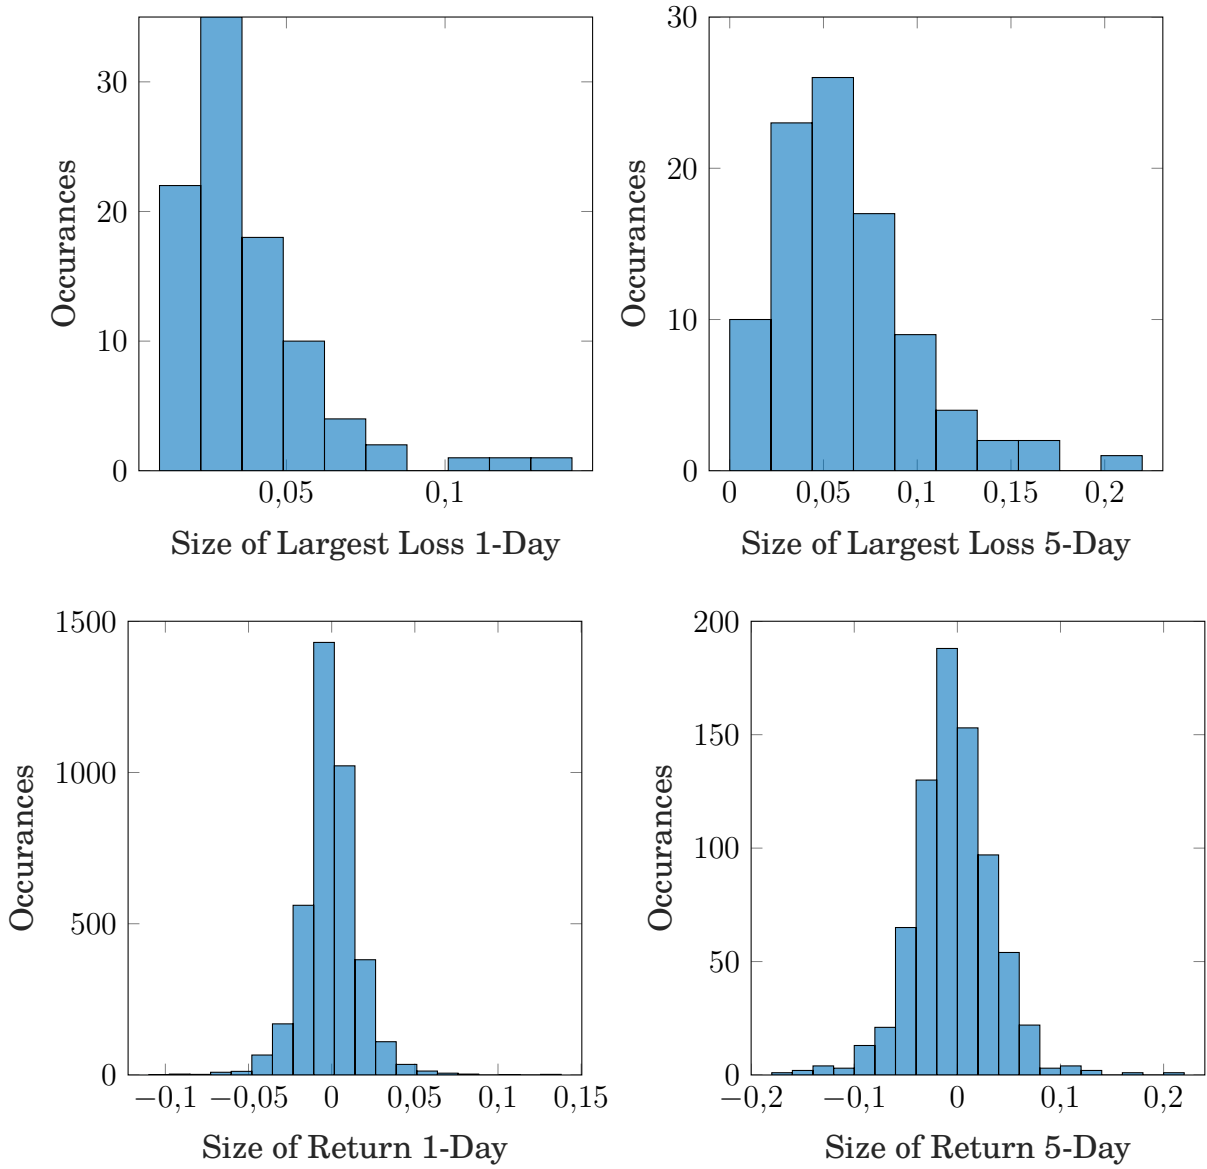 30
20
10
0
Occurances
0,05 0,1
Size of Largest Loss 1-Day
30
20
10
0
Occurances
0 0,05 0,1 0,15 0,2
Size of Largest Loss 5-Day
1500
1000
500
0
Occurances
−0,1 −0,05 0 0,05 0,1 0,15
Size of Return 1-Day
200
150
100
50
0
Occurances
−0,2 −0,1 0 0,1 0,2
Size of Return 5-Day